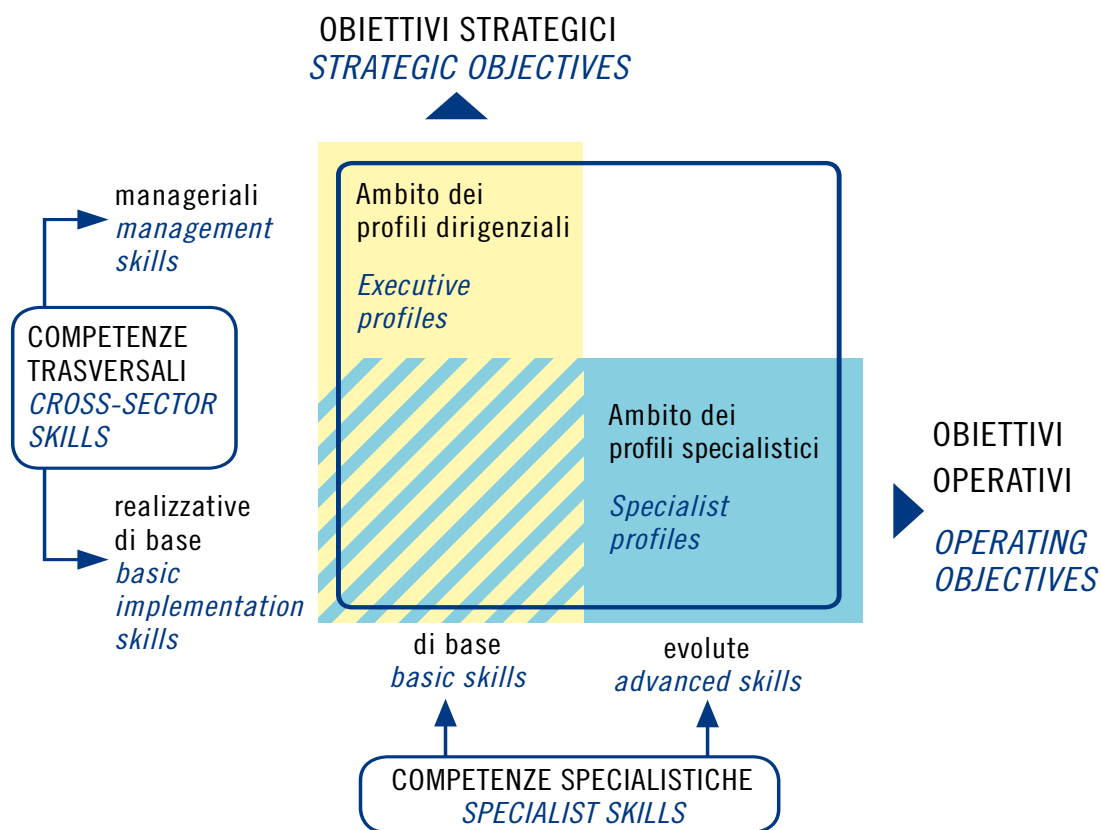 OBIETTIVI STRATEGICI
STRATEGIC OBJECTIVES
manageriali
management
skills
Ambito dei
profili dirigenziali
Executive
profiles
COMPETENZE
TRASVERSALI
CROSS-SECTOR
SKILLS
realizzative
di base
basic
implementation
skills
Ambito dei
profili specialistici
Specialist
profiles
OBIETTIVI
OPERATIVI
OPERATING
OBJECTIVES
di base
basic skills
evolute
advanced skills
COMPETENZE SPECIALISTICHE
SPECIALIST SKILLS